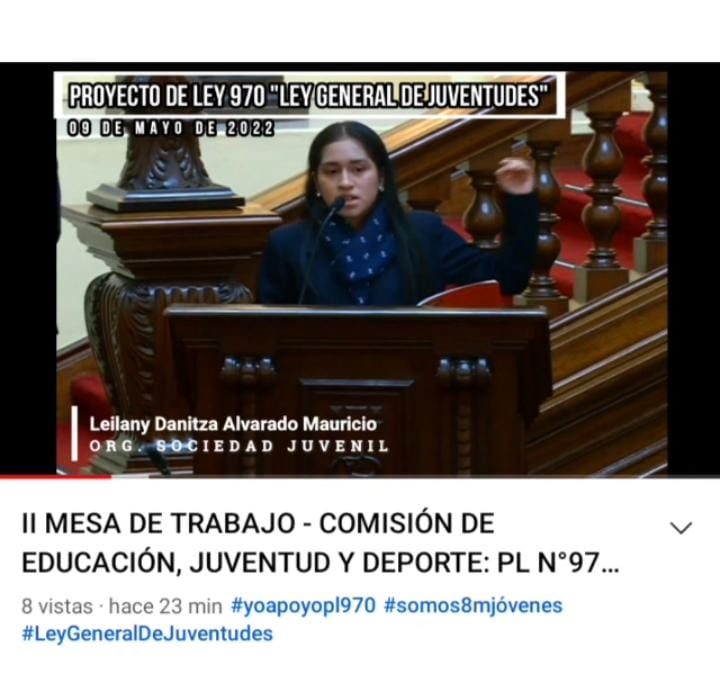 PROYECTO DE LEY 970 "LEY GENERAL DE JUVENTUDES"
09 DE MAYO DE 2022
Leilany Danitza Alvarado Mauricio
ORG. SOCIEDAD JUVENIL
II MESA DE TRABAJO - COMISIÓN DE
EDUCACIÓN, JUVENTUD Y DEPORTE: PL N°97...
8 vistas · hace 23 min #yoapoyopl970 #somos8mjóvenes
#LeyGeneralDeJuventudes